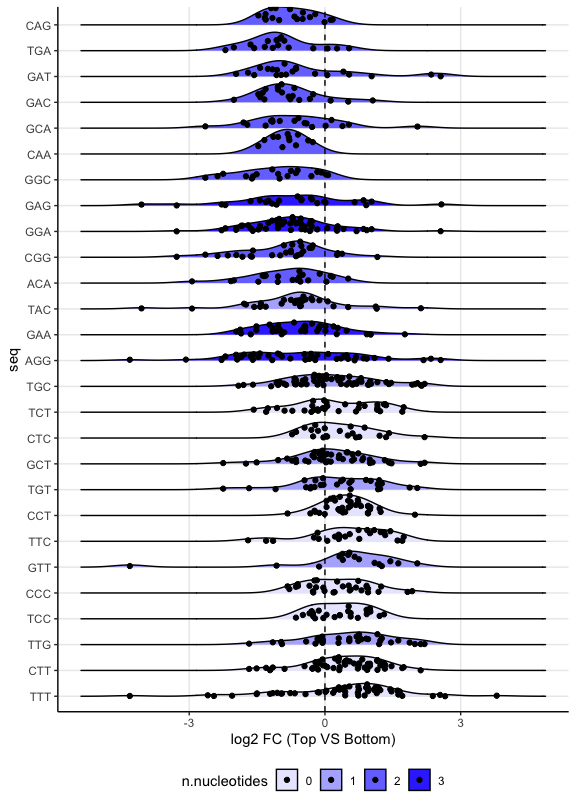 CAG
TGA
GAT
GAC
GCA
CAA
GGC
GAG
GGA
CGG
ACA
TAC
GAA
AGG
TGC
TCT
CTC
GCT
TGT
CCT
TTC
GTT
CCC
TCC
TTG
CTT
TTT
seq
-3 0 3
log2 FC (Top VS Bottom)
n.nucleotides 0 1 2 3